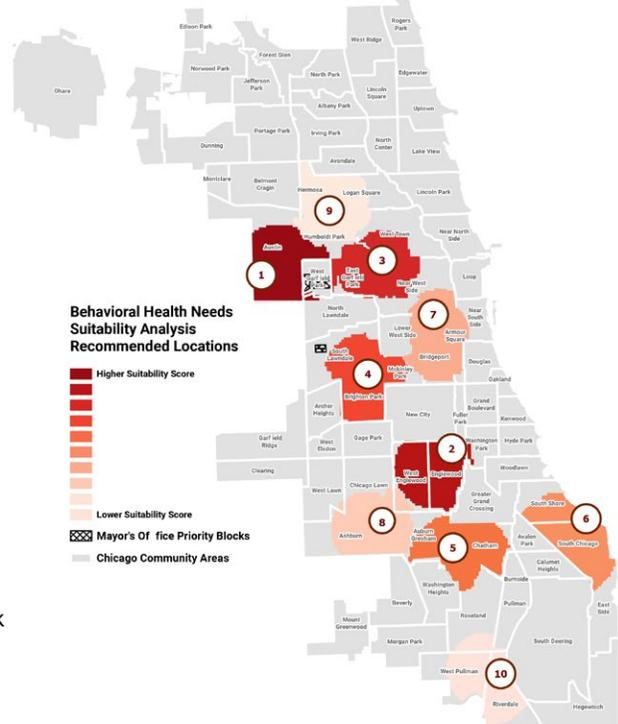 Rogers
Park
Edison Park
West Ridge
Forest Glen
Norwood Park
Edgewater
North Park
Jefferson
Park
Ohare
Lincoln
Square
Albany Park
Uptown
Portage Park
Irving Park
North
Center
Dunning
Lake View
Avondale
Montclare
Belmont
Cragin
Hermosa
Logan Square
Lincoln Park
9
Near North
Side
West Town
Humboldt Park
Austin
3
1
West
Garf ield
Park
East
Garf ield
Park
Near West
Side
Loop
Behavioral Health Needs
Suitability Analysis
Recommended Locations
North
Lawndale
7
Near
South
Side
Lower
West Side
Armour
Square
South
Lawndale
Bridgeport
Douglas
Higher Suitability Score
4
McKinley
Park
Oakland
Brighton Park
Archer
Heights
New City
Fuller
Park
Grand
Boulevard
Kenwood
Garf ield
Ridge
West
Elsdon
Gage Park
2
Washington
Park
Hyde Park
Clearing
West
Englewood
Englewood
Woodlawn
West Lawn
Chicago Lawn
Greater
Grand
Crossing
South Shore
Lower Suitability Score
8
6
Mayor's Of  fice Priority Blocks
Ashburn
Auburn
Gresham
5
Chatham
Avalon
Park
South Chicago
Chicago Community Areas
Calumet
Heights
Washington
Heights
Burnside
Beverly
Pullman
East
Side
Mount
Greenwood
Roseland
Morgan Park
South Deering
West Pullman
10
Riverdale
Hegewisch